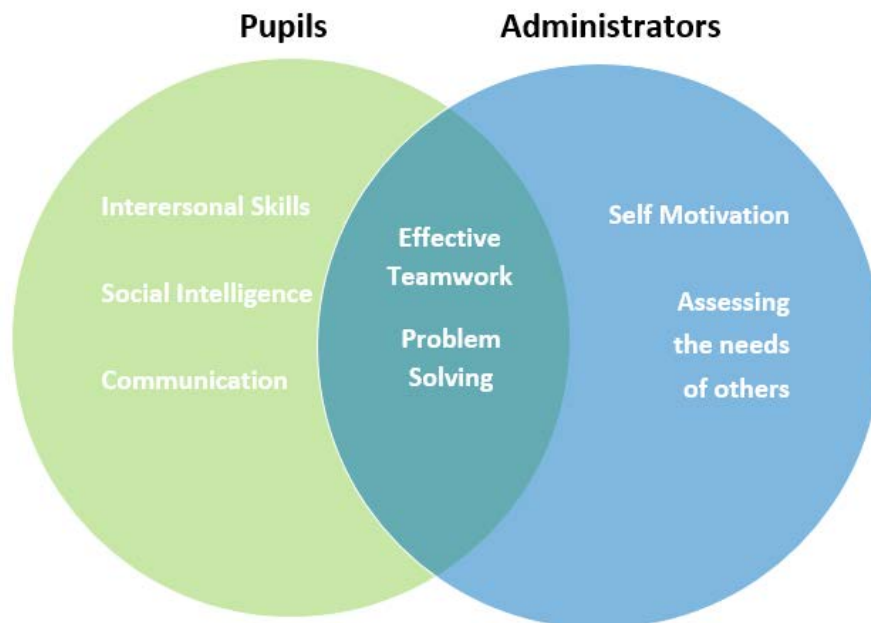 Pupils
Administrators
Interersonal Skills
Social Intelligence
Communication
Effective
Teamwork
Problem
Solving
Self Motivation
Assessing
the needs
of others